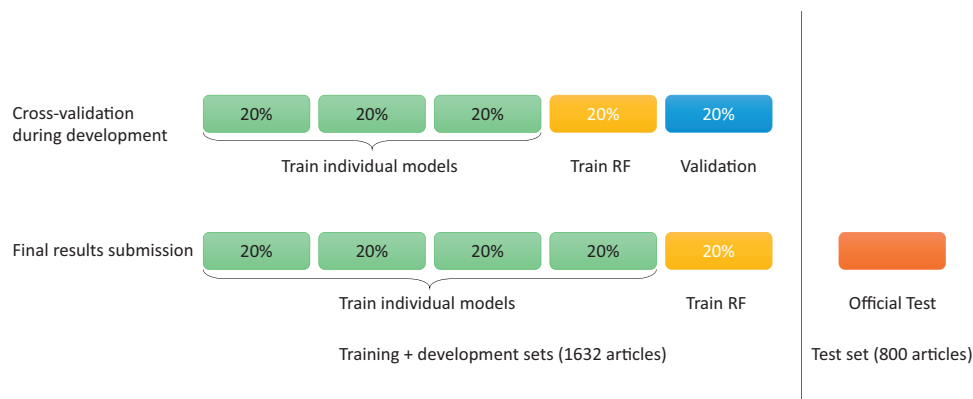 Cross-validation
during development
20% 20% 20% 20% 20%
Train individual models Train RF Validation
Final results submission
20% 20% 20% 20% 20%
Train individual models Train RF Official Test
Training + development sets (1632 articles) Test set (800 articles)